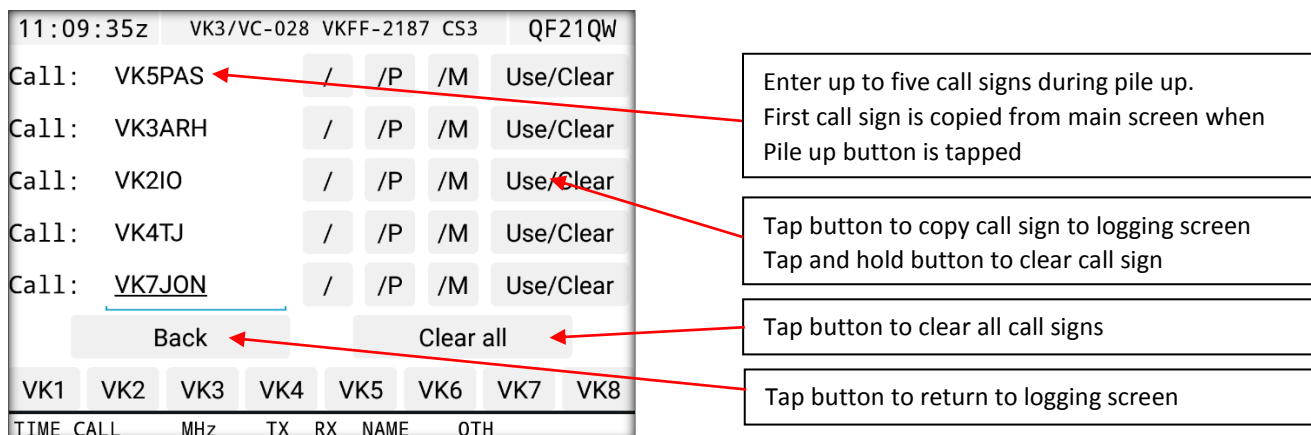 11:09:35z VK3/VC-028 VKFF-2187 CS3 QF21QW
Call: VK5PAS / /P /M Use/Clear
Call: VK3ARH / /P /M Use/Clear
Call: VK2IO / /P /M Use/Clear
Call: VK4TJ / /P /M Use/Clear
Call: VK7JON / /P /M Use/Clear
Back Clear all
VK1 VK2 VK3 VK4 VK5 VK6 VK7 VK8
TIME CALL MHz TX RX NAME QTH
Enter up to five call signs during pile up.
First call sign is copied from main screen when
Pile up button is tapped
Tap button to copy call sign to logging screen
Tap and hold button to clear call sign
Tap button to clear all call signs
Tap button to return to logging screen